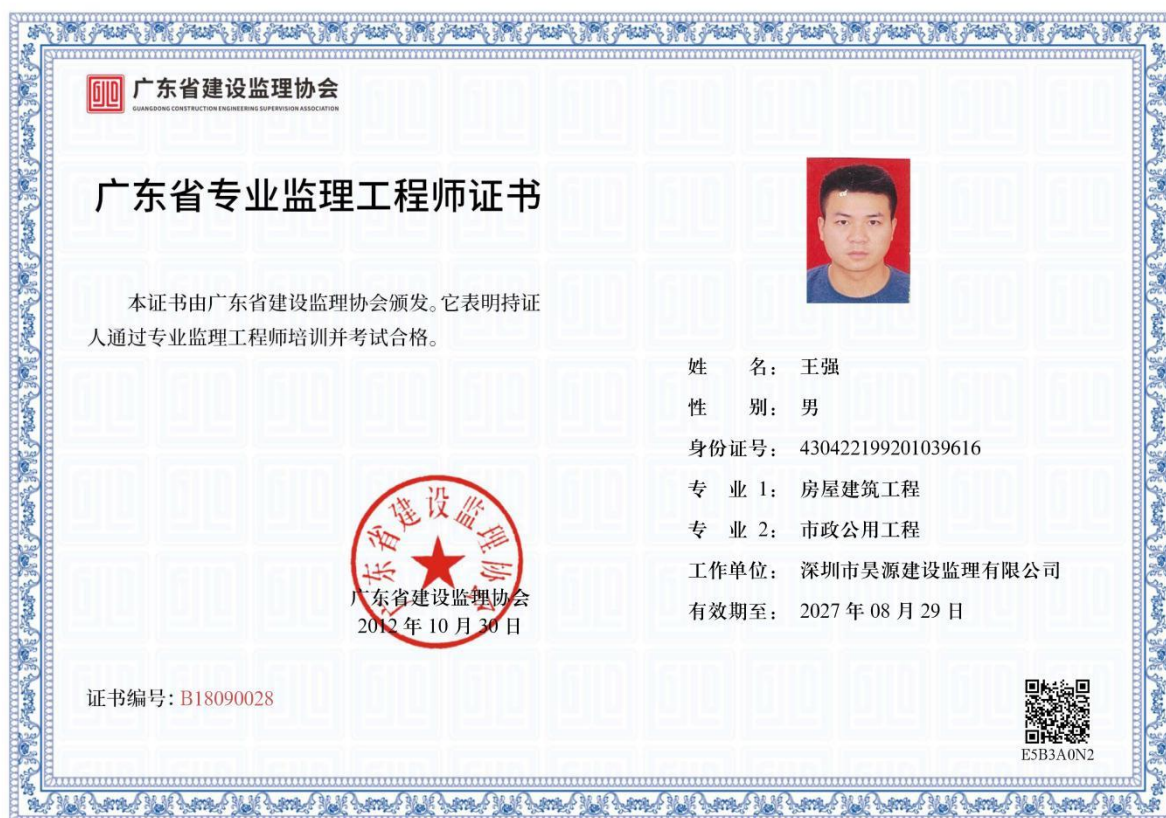 广东省建设监理协会
GUANGDONG CONSTRUCTION ENGINEERING SUPERVISION ASSOCIATION
广东省专业监理工程师证书
本证书由广东省建设监理协会颁发。它表明持证
人通过专业监理工程师培训并考试合格。
姓 名： 王强
性 别： 男
身份证号： 430422199201039616
专 业 1： 房屋建筑工程
专 业 2： 市政公用工程
工作单位： 深圳市昊源建设监理有限公司
有效期至： 2027 年 08 月 29 日
广东省建设监理协会
广东省建设监理协会
2012 年 10 月 30 日
证书编号: B18090028
E5B3A0N2